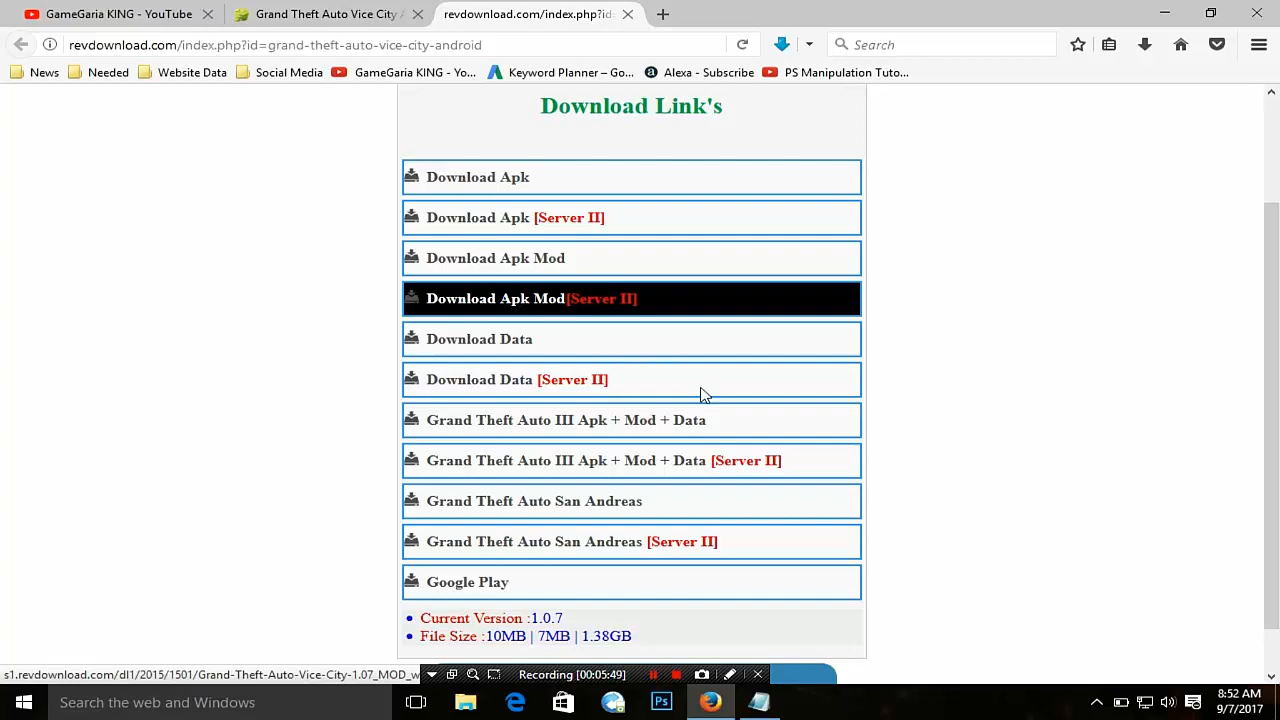 GameGaria KING - YouTube
Grand Theft Auto Vice City A
revdownload.com/index.php?id=
revdownload.com/index.php?id=grand-theft-auto-vice-city-android
Search
News
Needed
Website Data
Social Media
GameGaria KING - Yo...
Keyword Planner – Go...
Alexa - Subscribe
PS Manipulation Tuto...
Download Link's
Download Apk
Download Apk [Server II]
Download Apk Mod
Download Apk Mod[Server II]
Download Data
Download Data [Server II]
Grand Theft Auto III Apk + Mod + Data
Grand Theft Auto III Apk + Mod + Data [Server II]
Grand Theft Auto San Andreas
Grand Theft Auto San Andreas [Server II]
Google Play
Current Version :1.0.7
File Size :10MB | 7MB | 1.38GB
s1.revdownload.com/dl1/2015/1501/Grand-Theft-Auto-Vice-City-1.07_MOD_w
Recording [00:05:49]
Search the web and Windows
Ps
8:52 AM
9/7/2017